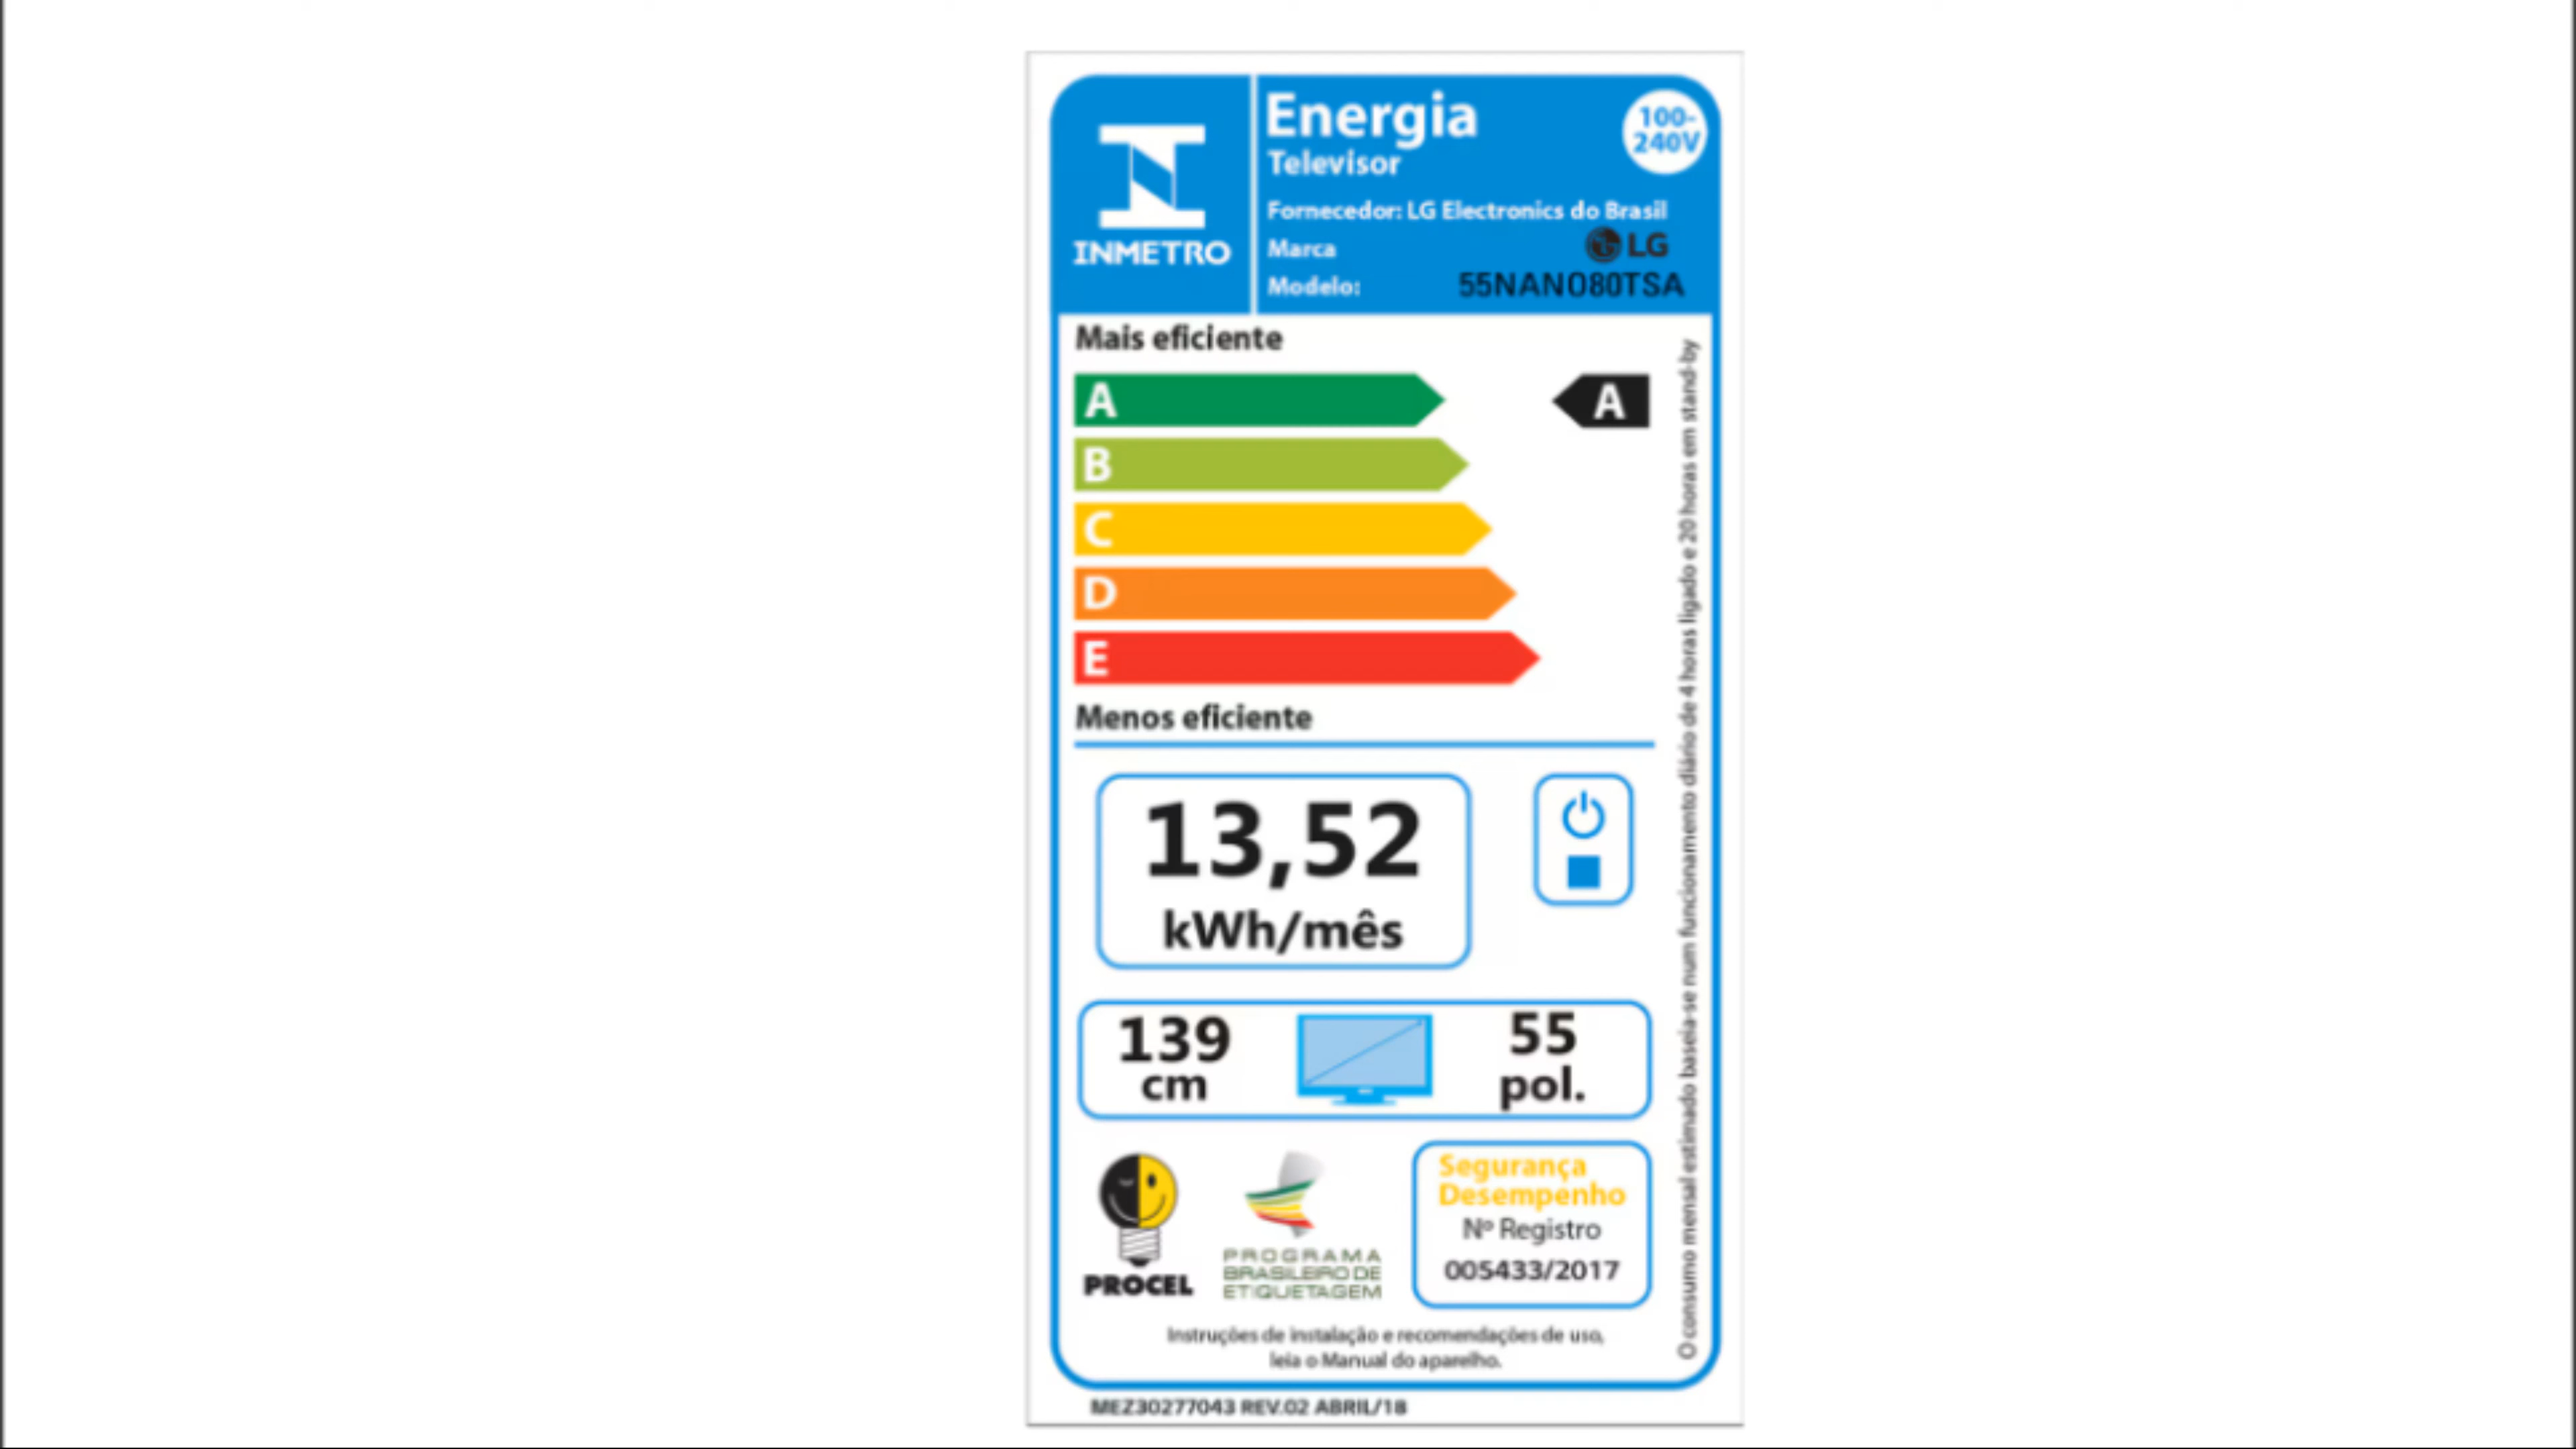 INMETRO
Energia
Televisor
100-
240V
Fornecedor: LG Electronics do Brasil
Marca LG
Modelo: 55NANO80TSA
Mais eficiente
A A
B
C
D
E
Menos eficiente
13,52
kWh/mês
139
cm
55
pol.
PROCEL
PROGRAMA
BRASILEIRO DE
ETIQUETAGEM
Segurança
Desempenho
Nº Registro
005433/2017
Instruções de instalação e recomendações de uso,
leia o Manual do aparelho.
O consumo mensal estimado baseia-se num funcionamento diário de 4 horas ligado e 20 horas em stand-by
MEZ30277043 REV.02 ABRIL/18